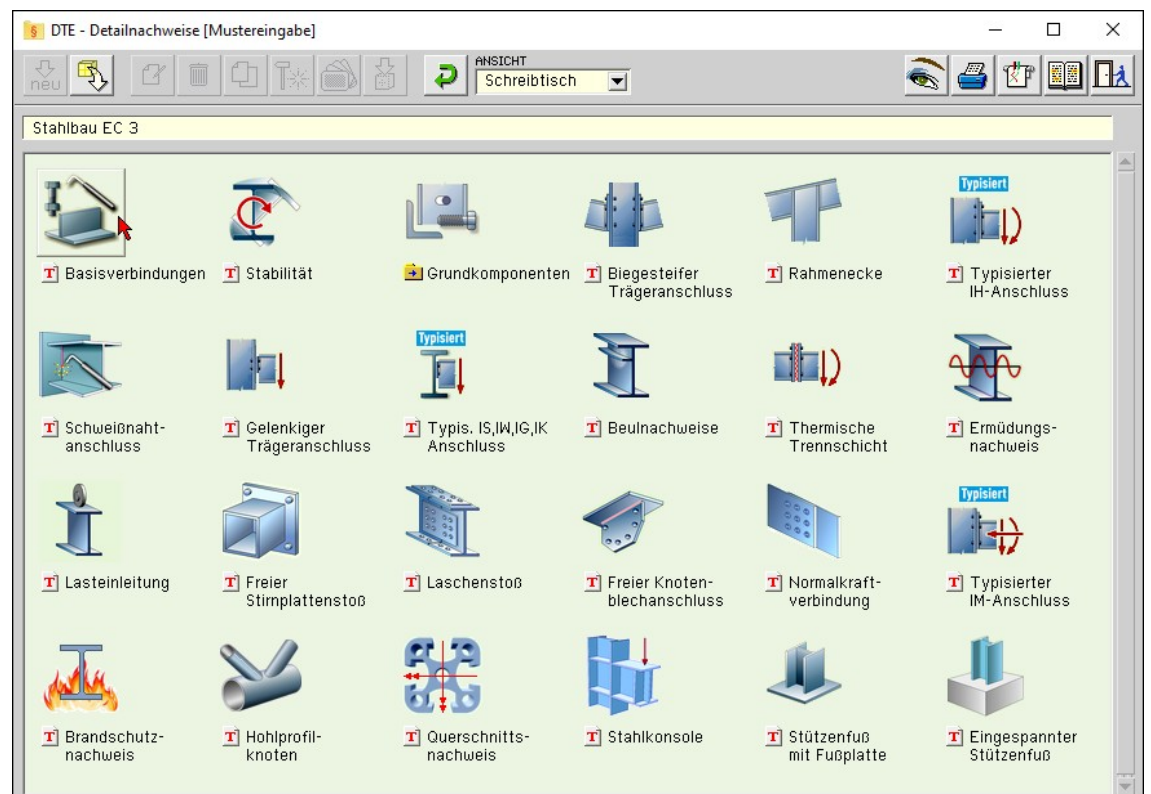 § DTE - Detailnachweise [Mustereingabe]
neu
ANSICHT
Schreibtisch
Stahlbau EC 3
T Basisverbindungen
T Stabilität
Grundkomponenten
T Biegesteifer
Trägeranschluss
T Rahmenecke
Typisiert
T Typisierter
IH-Anschluss
T Schweißnaht-
anschluss
T Gelenkiger
Trägeranschluss
Typisiert
T Typis. IS,IW,IG,IK
Anschluss
T Beulnachweise
T Thermische
Trennschicht
T Ermüdungs-
nachweis
T Lasteinleitung
T Freier
Stirnplattenstoß
T Laschenstoß
T Freier Knoten-
blechanschluss
T Normalkraft-
verbindung
Typisiert
T Typisierter
IM-Anschluss
T Brandschutz-
nachweis
T Hohlprofil-
knoten
T Querschnitts-
nachweis
T Stahlkonsole
T Stützenfuß
mit Fußplatte
T Eingespannter
Stützenfuß